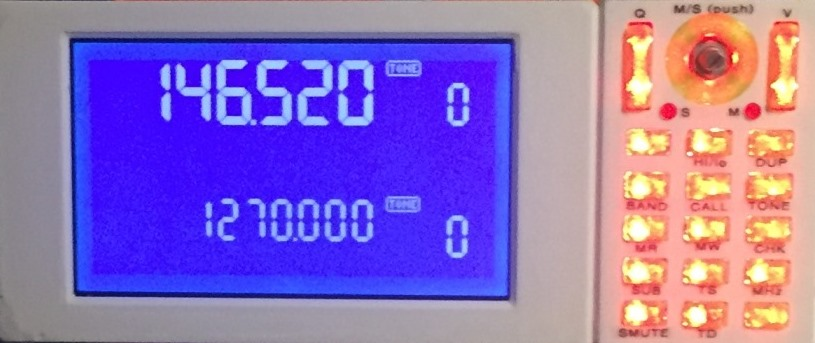 146.520 TONE 0
1270.000 TONE 0
Q M/S (push) V
S M
HI/lo DUP
BAND CALL TONE
MR MW CHK
SUB TS MHz
SMUTE TD